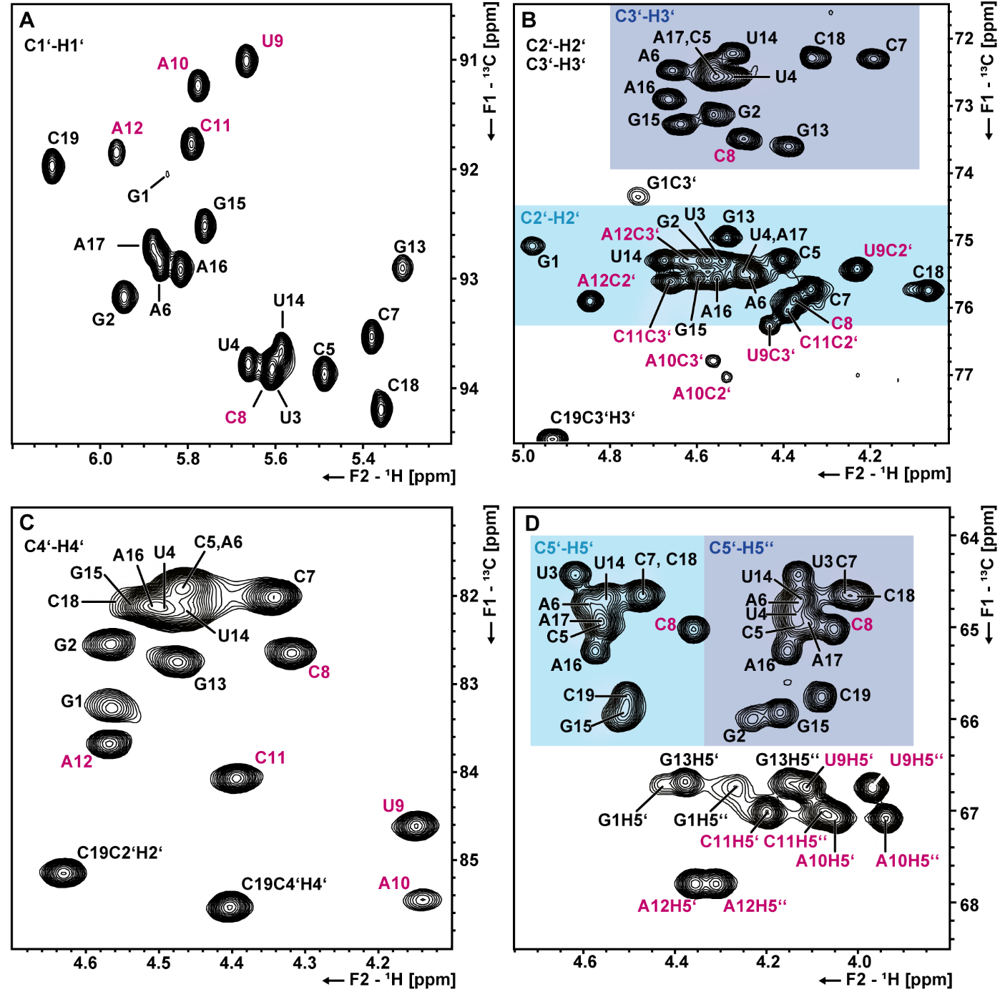 A
C1‘-H1‘
U9
A10
A12
C11
C19
G1
G15
A17
A16
G13
G2
A6
U14
U4
C5
C7
C18
C8
U3
91
92
93
94
← F1 - ¹³C [ppm]
6.0 5.8 5.6 5.4
← F2 - ¹H [ppm]
B
C2‘-H2‘
C3‘-H3‘
C3‘-H3‘
A17,C5
U14
C18
C7
A6
U4
A16
G2
G15
G13
C8
G1C3‘
C2‘-H2‘
U3
G13
G2
A12C3‘
U4,A17
U14
C5
U9C2‘
G1
A12C2‘
C18
A6
C7
A16
G15
C8
C11C3‘
C11C2‘
U9C3‘
A10C3‘
A10C2‘
C19C3‘H3‘
72
73
74
75
76
77
← F1 - ¹³C [ppm]
5.0 4.8 4.6 4.4 4.2
← F2 - ¹H [ppm]
C
C4‘-H4‘
C5,A6
U4
A16
G15
C7
C18
U14
G2
C8
G13
G1
A12
C11
U9
C19C2‘H2‘
C19C4‘H4‘
A10
82
83
84
85
← F1 - ¹³C [ppm]
4.6 4.5 4.4 4.3 4.2
← F2 - ¹H [ppm]
D
C5‘-H5‘
C5‘-H5‘‘
U3
U14
C7, C18
A6
A17
C5
C8
A16
C19
G15
U3
C7
U14
A6
U4
C18
C5
C8
A16
A17
C19
G2
G15
G13H5‘
G13H5‘‘
U9H5‘
U9H5‘‘
G1H5‘
G1H5‘‘
C11H5‘
C11H5‘‘
A10H5‘
A10H5‘‘
A12H5‘
A12H5‘‘
64
65
66
67
68
← F1 - ¹³C [ppm]
4.6 4.4 4.2 4.0
← F2 - ¹H [ppm]